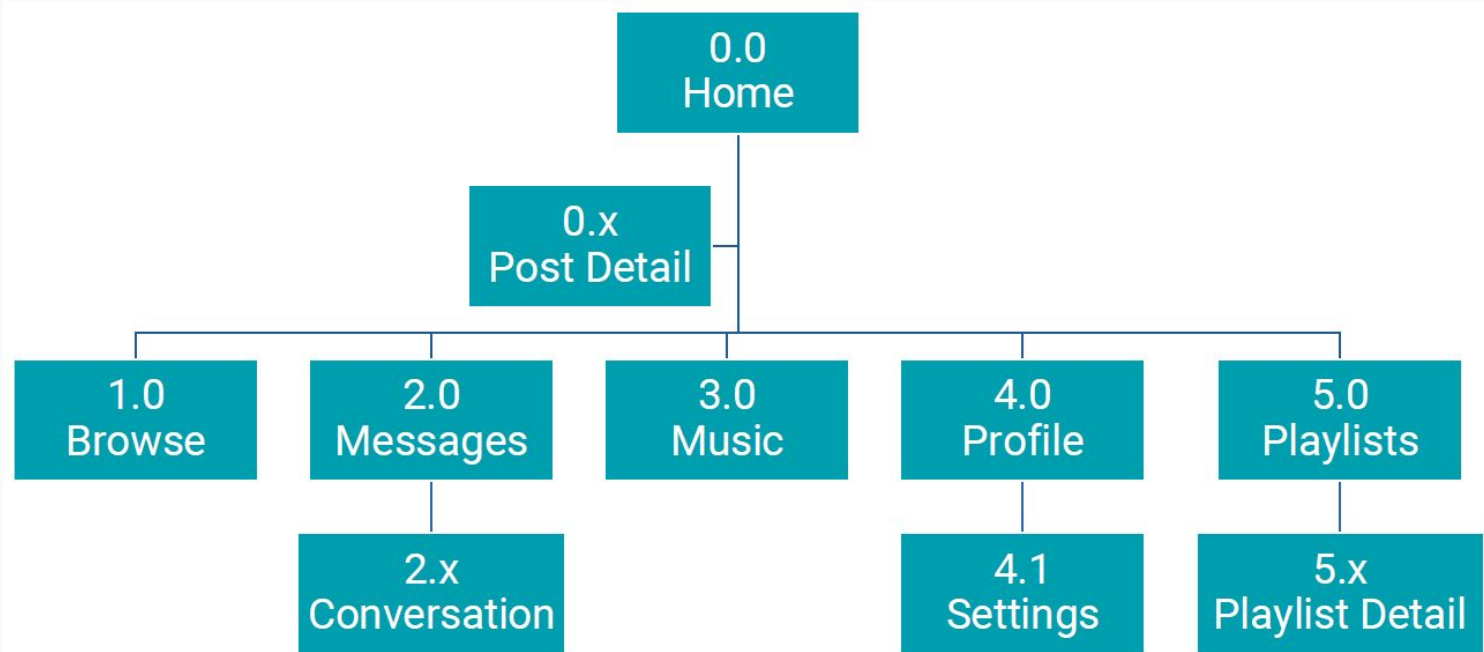 0.0
Home
0.x
Post Detail
1.0
Browse
2.0
Messages
3.0
Music
4.0
Profile
5.0
Playlists
2.x
Conversation
4.1
Settings
5.x
Playlist Detail